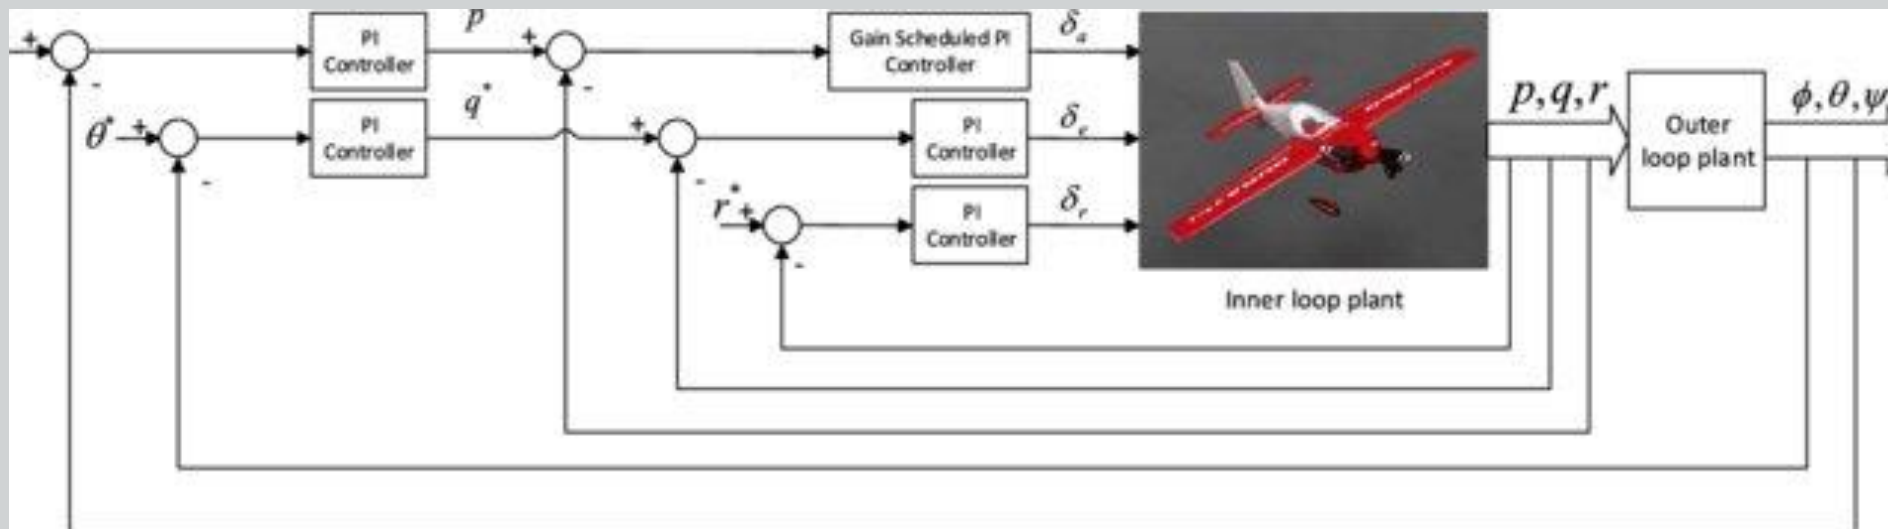 +
-
PI
Controller
p
+
-
Gain Scheduled PI
Controller
δₐ
θ* +
-
PI
Controller
q*
+
-
PI
Controller
δₑ
r* +
-
PI
Controller
δᵣ
Inner loop plant
p, q, r
Outer
loop plant
ϕ, θ, ψ